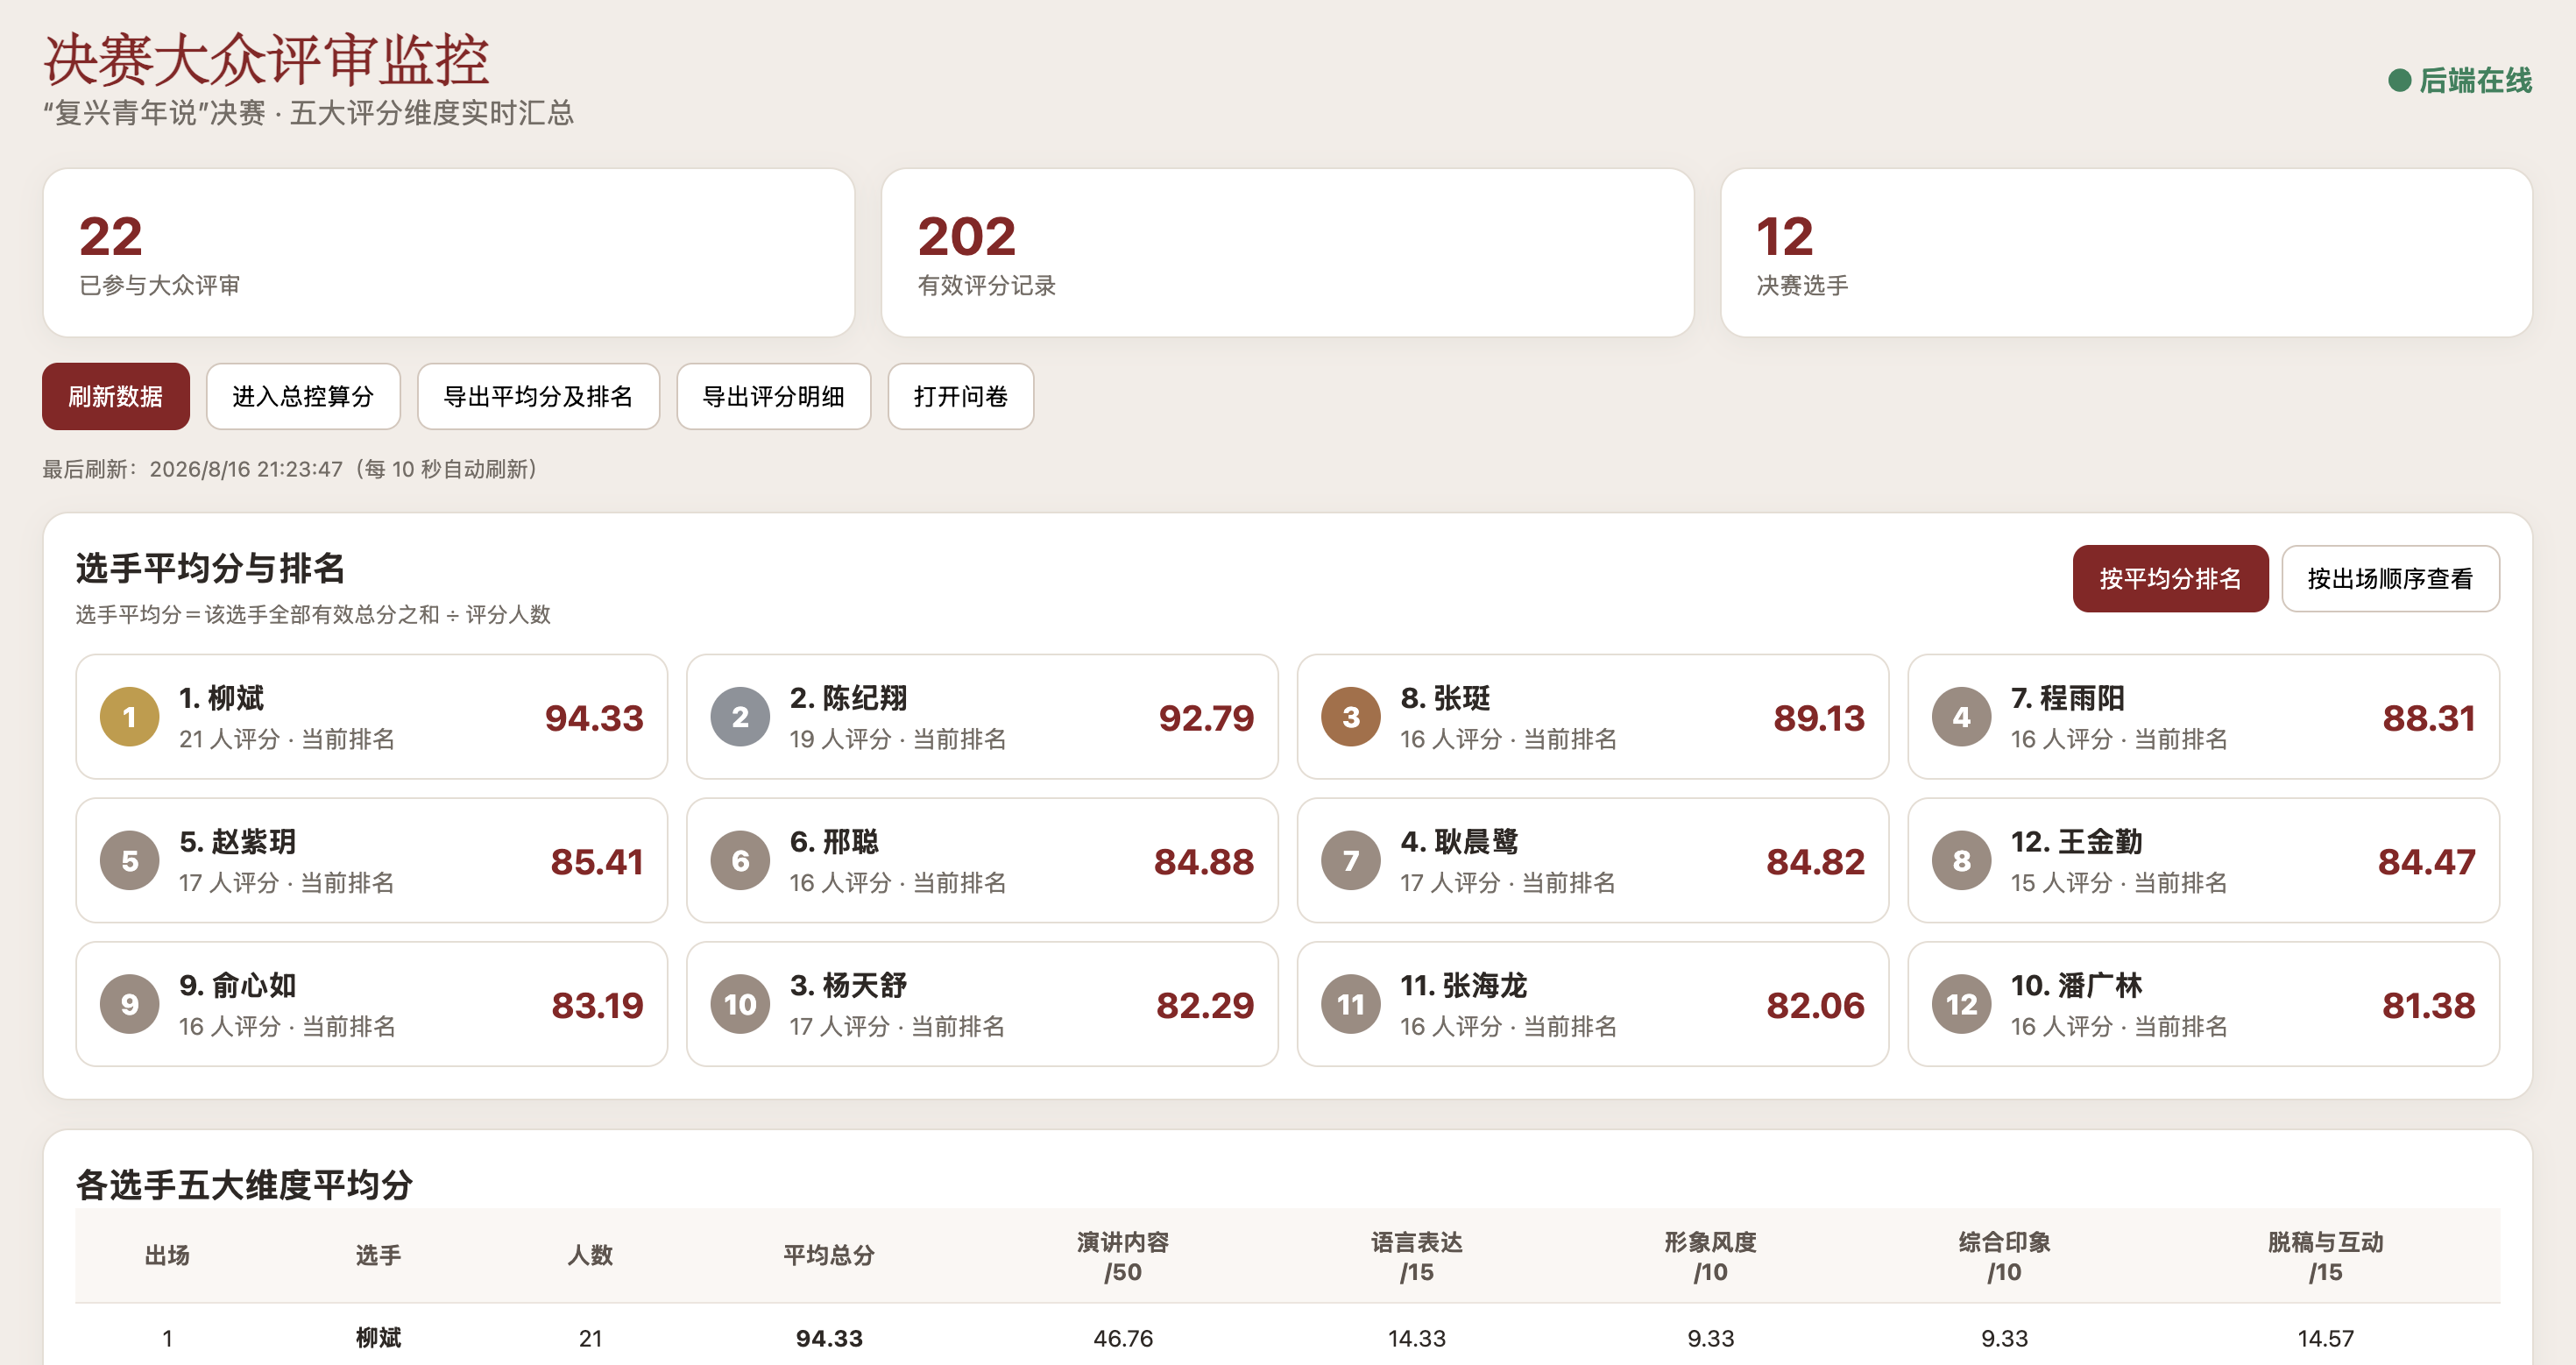 决赛大众评审监控
“复兴青年说”决赛 · 五大评分维度实时汇总
后端在线
22
已参与大众评审
202
有效评分记录
12
决赛选手
刷新数据
进入总控算分
导出平均分及排名
导出评分明细
打开问卷
最后刷新：2026/8/16 21:23:47（每 10 秒自动刷新）
选手平均分与排名
选手平均分＝该选手全部有效总分之和 ÷ 评分人数
按平均分排名
按出场顺序查看
1
1. 柳斌
21 人评分 · 当前排名
94.33
2
2. 陈纪翔
19 人评分 · 当前排名
92.79
3
8. 张珽
16 人评分 · 当前排名
89.13
4
7. 程雨阳
16 人评分 · 当前排名
88.31
5
5. 赵紫玥
17 人评分 · 当前排名
85.41
6
6. 邢聪
16 人评分 · 当前排名
84.88
7
4. 耿晨鹭
17 人评分 · 当前排名
84.82
8
12. 王金勤
15 人评分 · 当前排名
84.47
9
9. 俞心如
16 人评分 · 当前排名
83.19
10
3. 杨天舒
17 人评分 · 当前排名
82.29
11
11. 张海龙
16 人评分 · 当前排名
82.06
12
10. 潘广林
16 人评分 · 当前排名
81.38
各选手五大维度平均分
出场 选手 人数 平均总分 演讲内容 /50 语言表达 /15 形象风度 /10 综合印象 /10 脱稿与互动 /15
1 柳斌 21 94.33 46.76 14.33 9.33 9.33 14.57